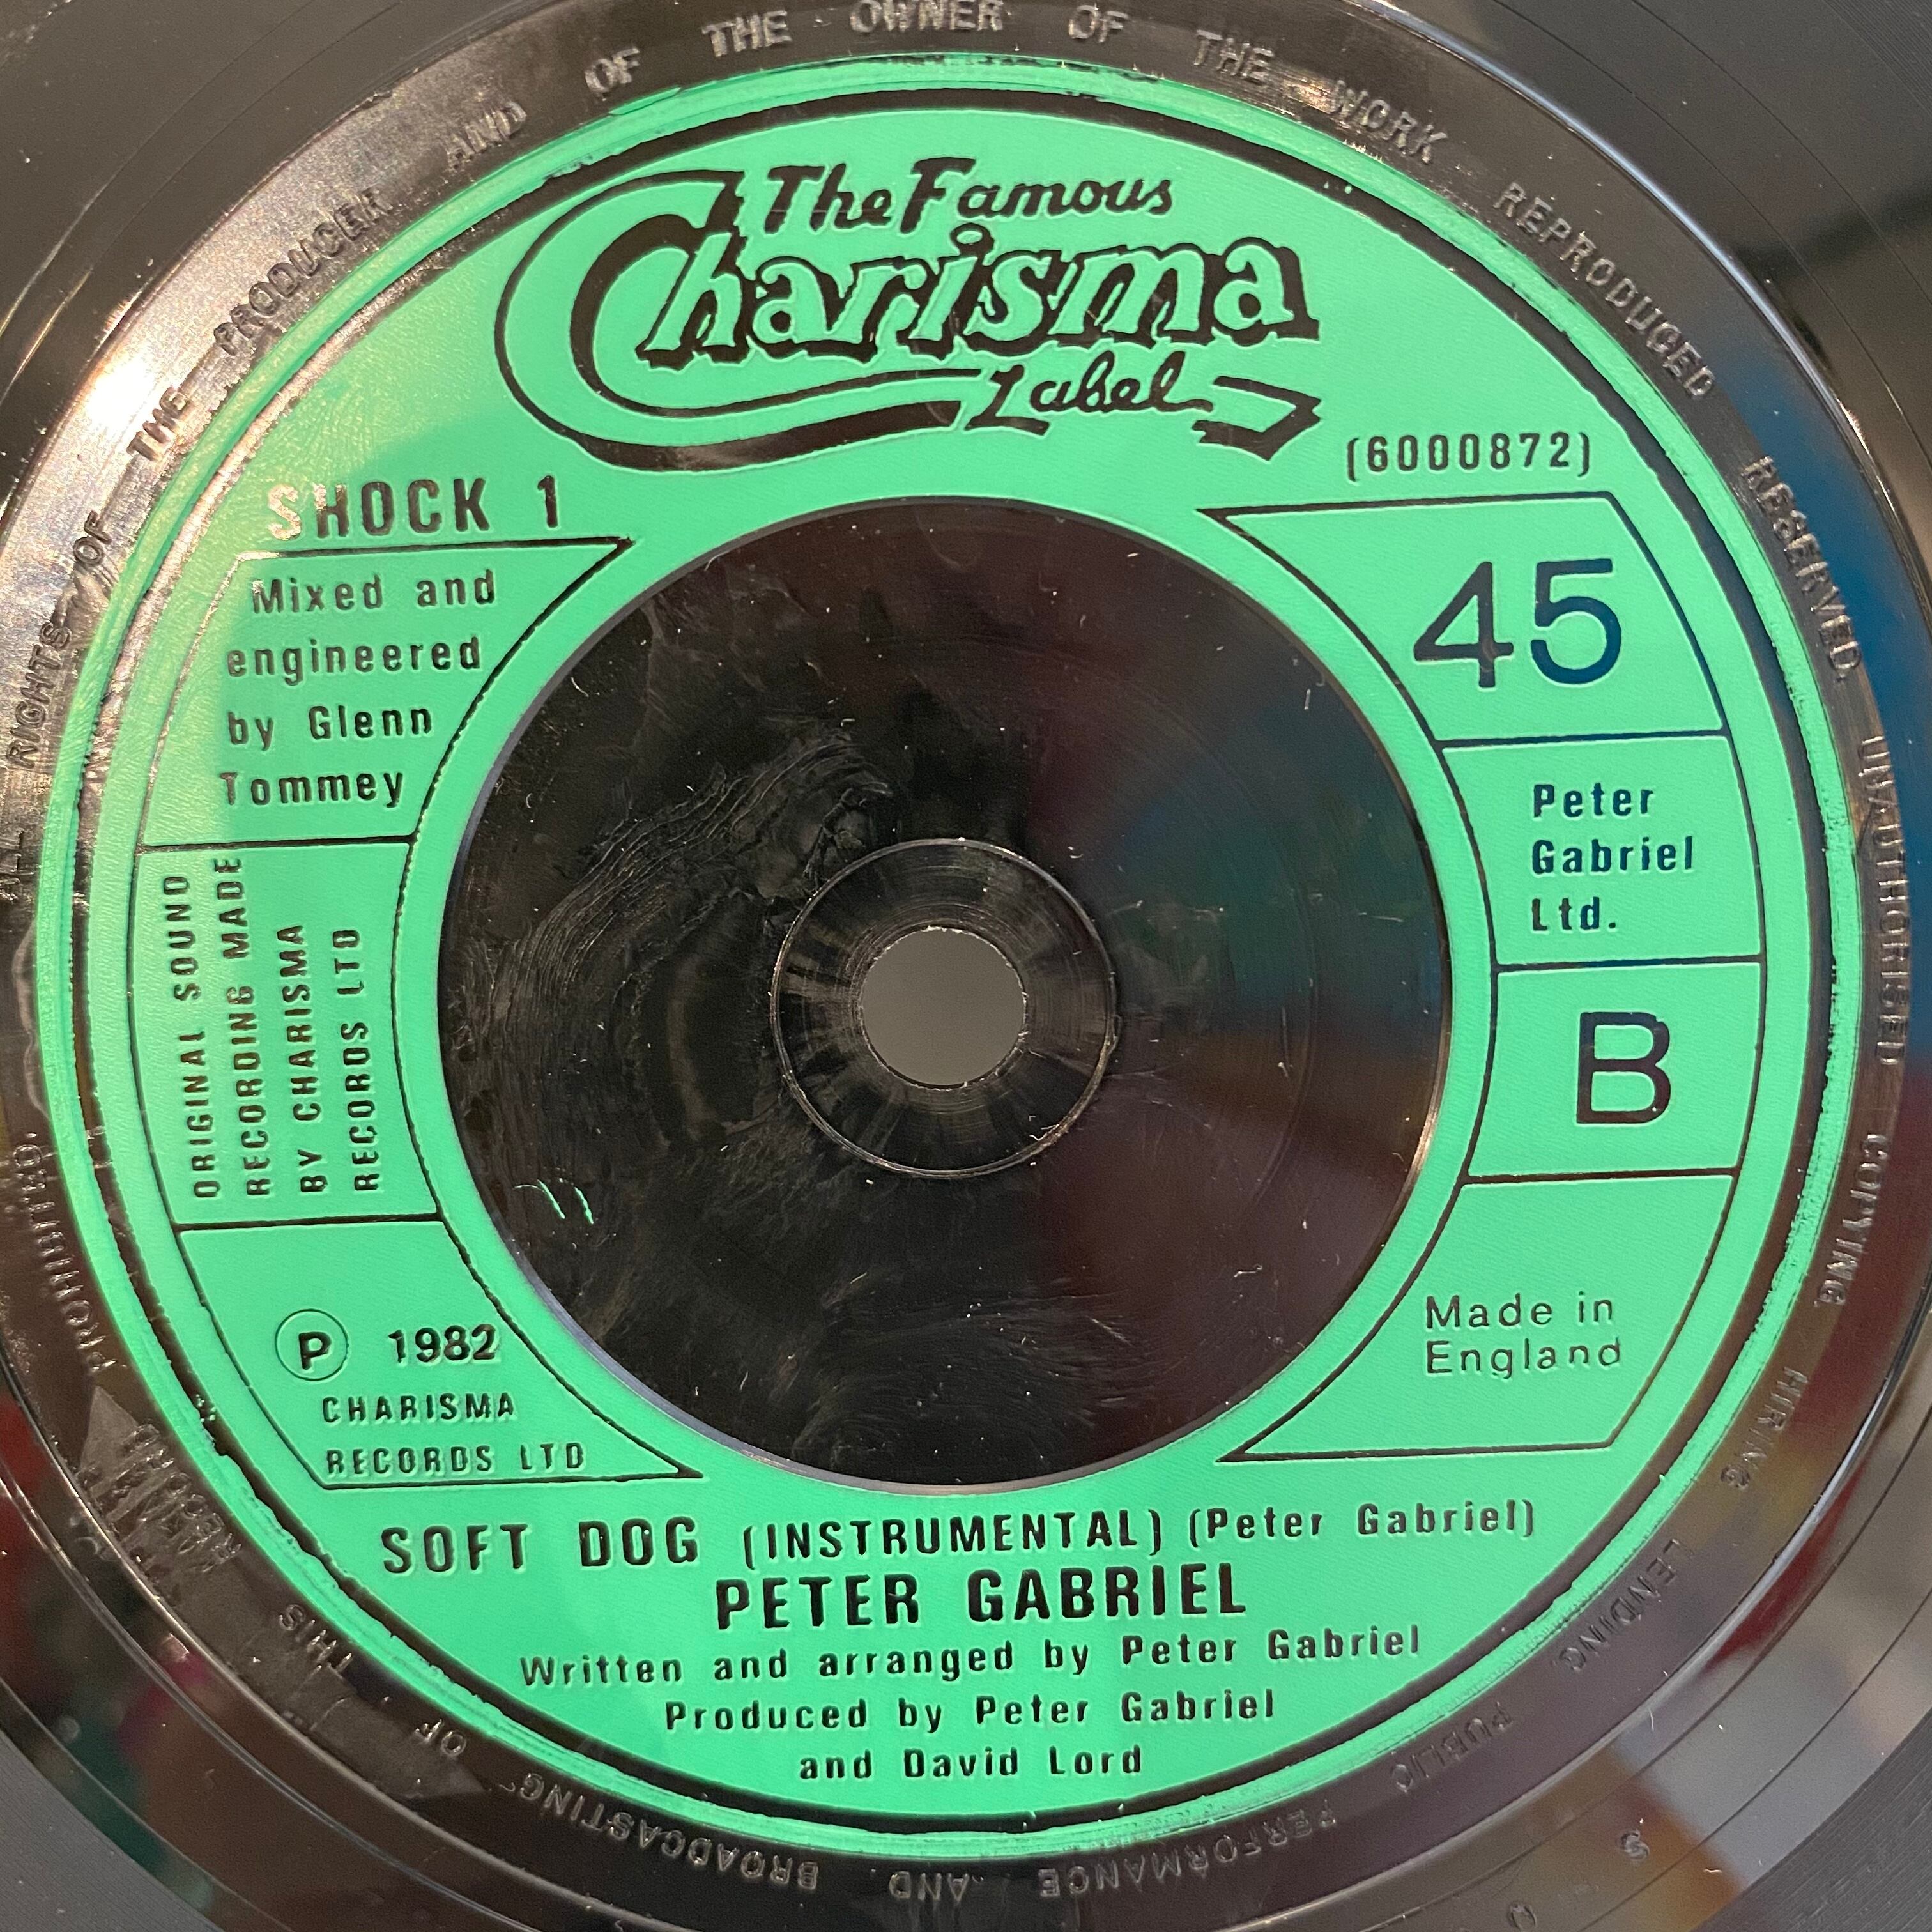 ALL RIGHTS OF THE PRODUCER AND OF THE OWNER OF THE WORK REPRODUCED RESERVED. UNAUTHORISED COPYING HIRING LENDING PUBLIC PERFORMANCE AND BROADCASTING OF THIS RECORD PROHIBITED.
The Famous
Charisma
Label
(6000872)
SHOCK 1
Mixed and
engineered
by Glenn
Tommey
ORIGINAL SOUND
RECORDING MADE
BY CHARISMA
RECORDS LTD
P 1982
CHARISMA
RECORDS LTD
45
Peter
Gabriel
Ltd.
B
Made in
England
SOFT DOG (INSTRUMENTAL) (Peter Gabriel)
PETER GABRIEL
Written and arranged by Peter Gabriel
Produced by Peter Gabriel
and David Lord